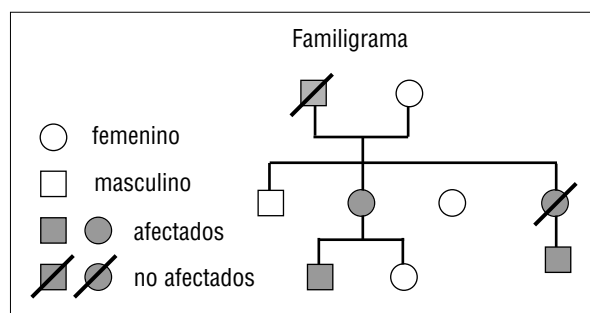 Familigrama
femenino
masculino
afectados
no afectados